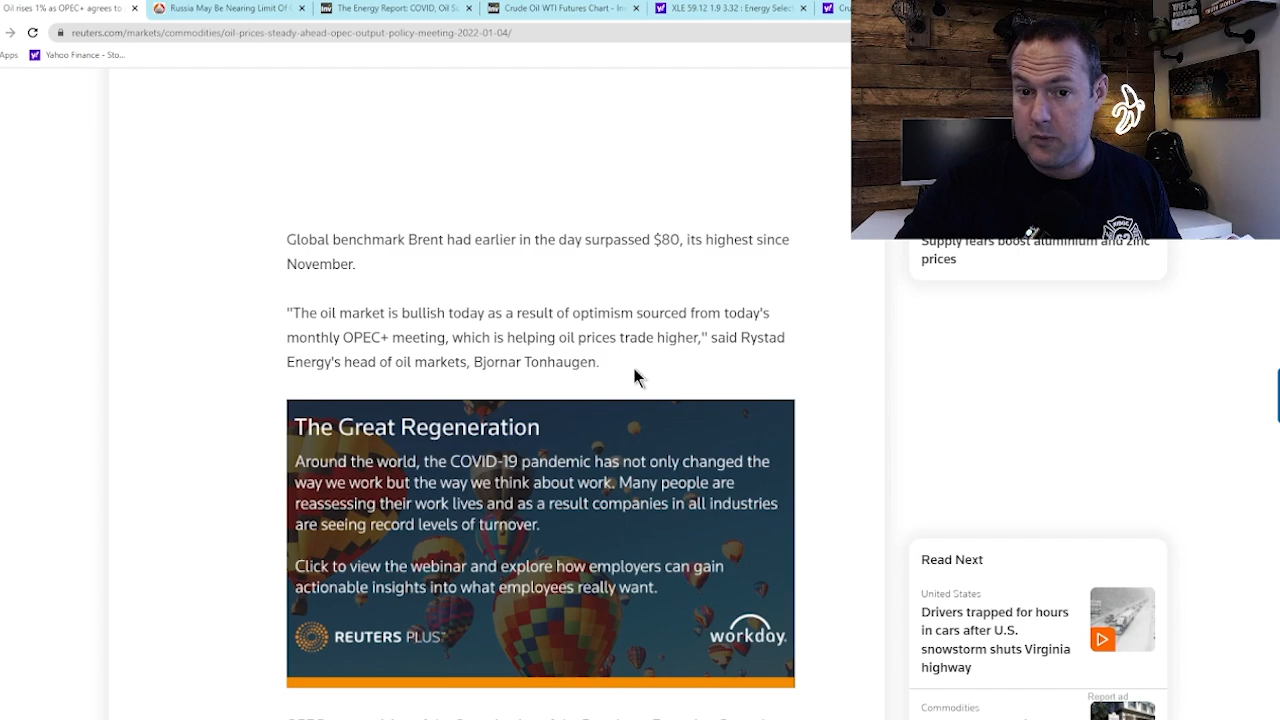 Oil rises 1% as OPEC+ agrees to
Russia May Be Nearing Limit Of
The Energy Report: COVID, Oil Su
Crude Oil WTI Futures Chart - Inv
XLE 59.12 1.9 3.32 : Energy Select
Cru
reuters.com/markets/commodities/oil-prices-steady-ahead-opec-output-policy-meeting-2022-01-04/
Apps
Yahoo Finance - Sto...
Global benchmark Brent had earlier in the day surpassed $80, its highest since
November.
"The oil market is bullish today as a result of optimism sourced from today's
monthly OPEC+ meeting, which is helping oil prices trade higher," said Rystad
Energy's head of oil markets, Bjornar Tonhaugen.
The Great Regeneration
Around the world, the COVID-19 pandemic has not only changed the
way we work but the way we think about work. Many people are
reassessing their work lives and as a result companies in all industries
are seeing record levels of turnover.
Click to view the webinar and explore how employers can gain
actionable insights into what employees really want.
REUTERS PLUS
workday.
Supply fears boost aluminium and zinc
prices
Read Next
United States
Drivers trapped for hours
in cars after U.S.
snowstorm shuts Virginia
highway
Report ad
Commodities